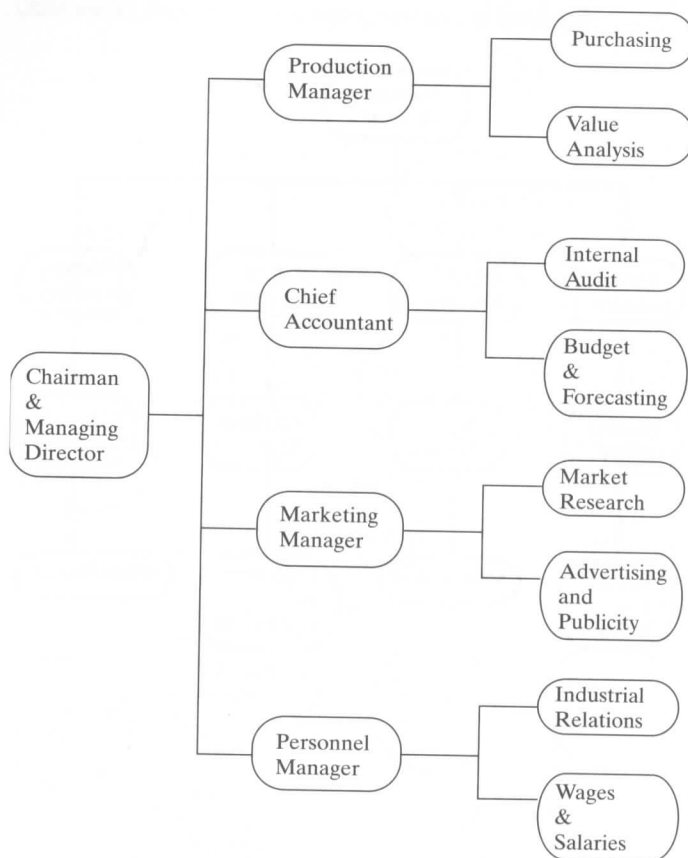 Purchasing
Production
Manager
Value
Analysis
Internal
Audit
Chief
Accountant
Budget
&
Forecasting
Chairman
&
Managing
Director
Market
Research
Marketing
Manager
Advertising
and
Publicity
Industrial
Relations
Personnel
Manager
Wages
&
Salaries